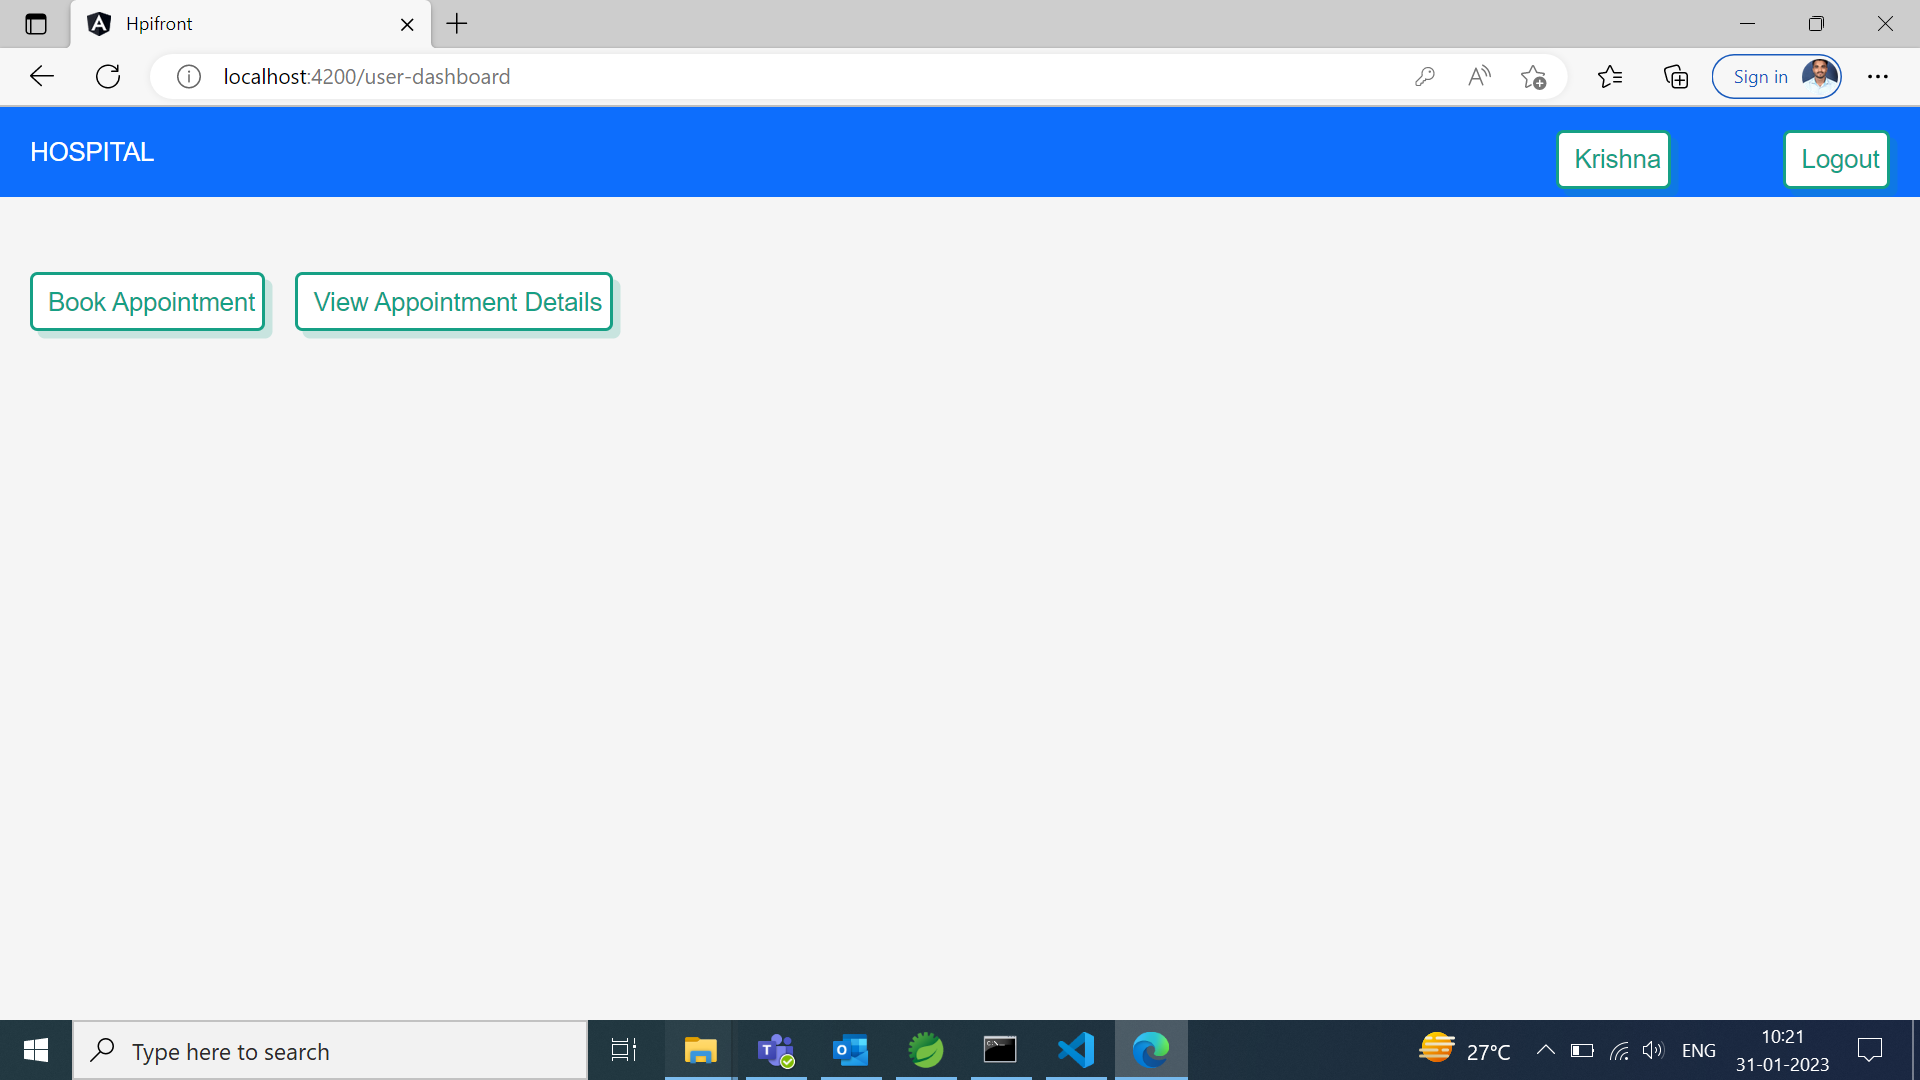 Hpifront
localhost:4200/user-dashboard
Sign in
HOSPITAL
Krishna
Logout
Book Appointment
View Appointment Details
Type here to search
27°C
ENG
10:21
31-01-2023